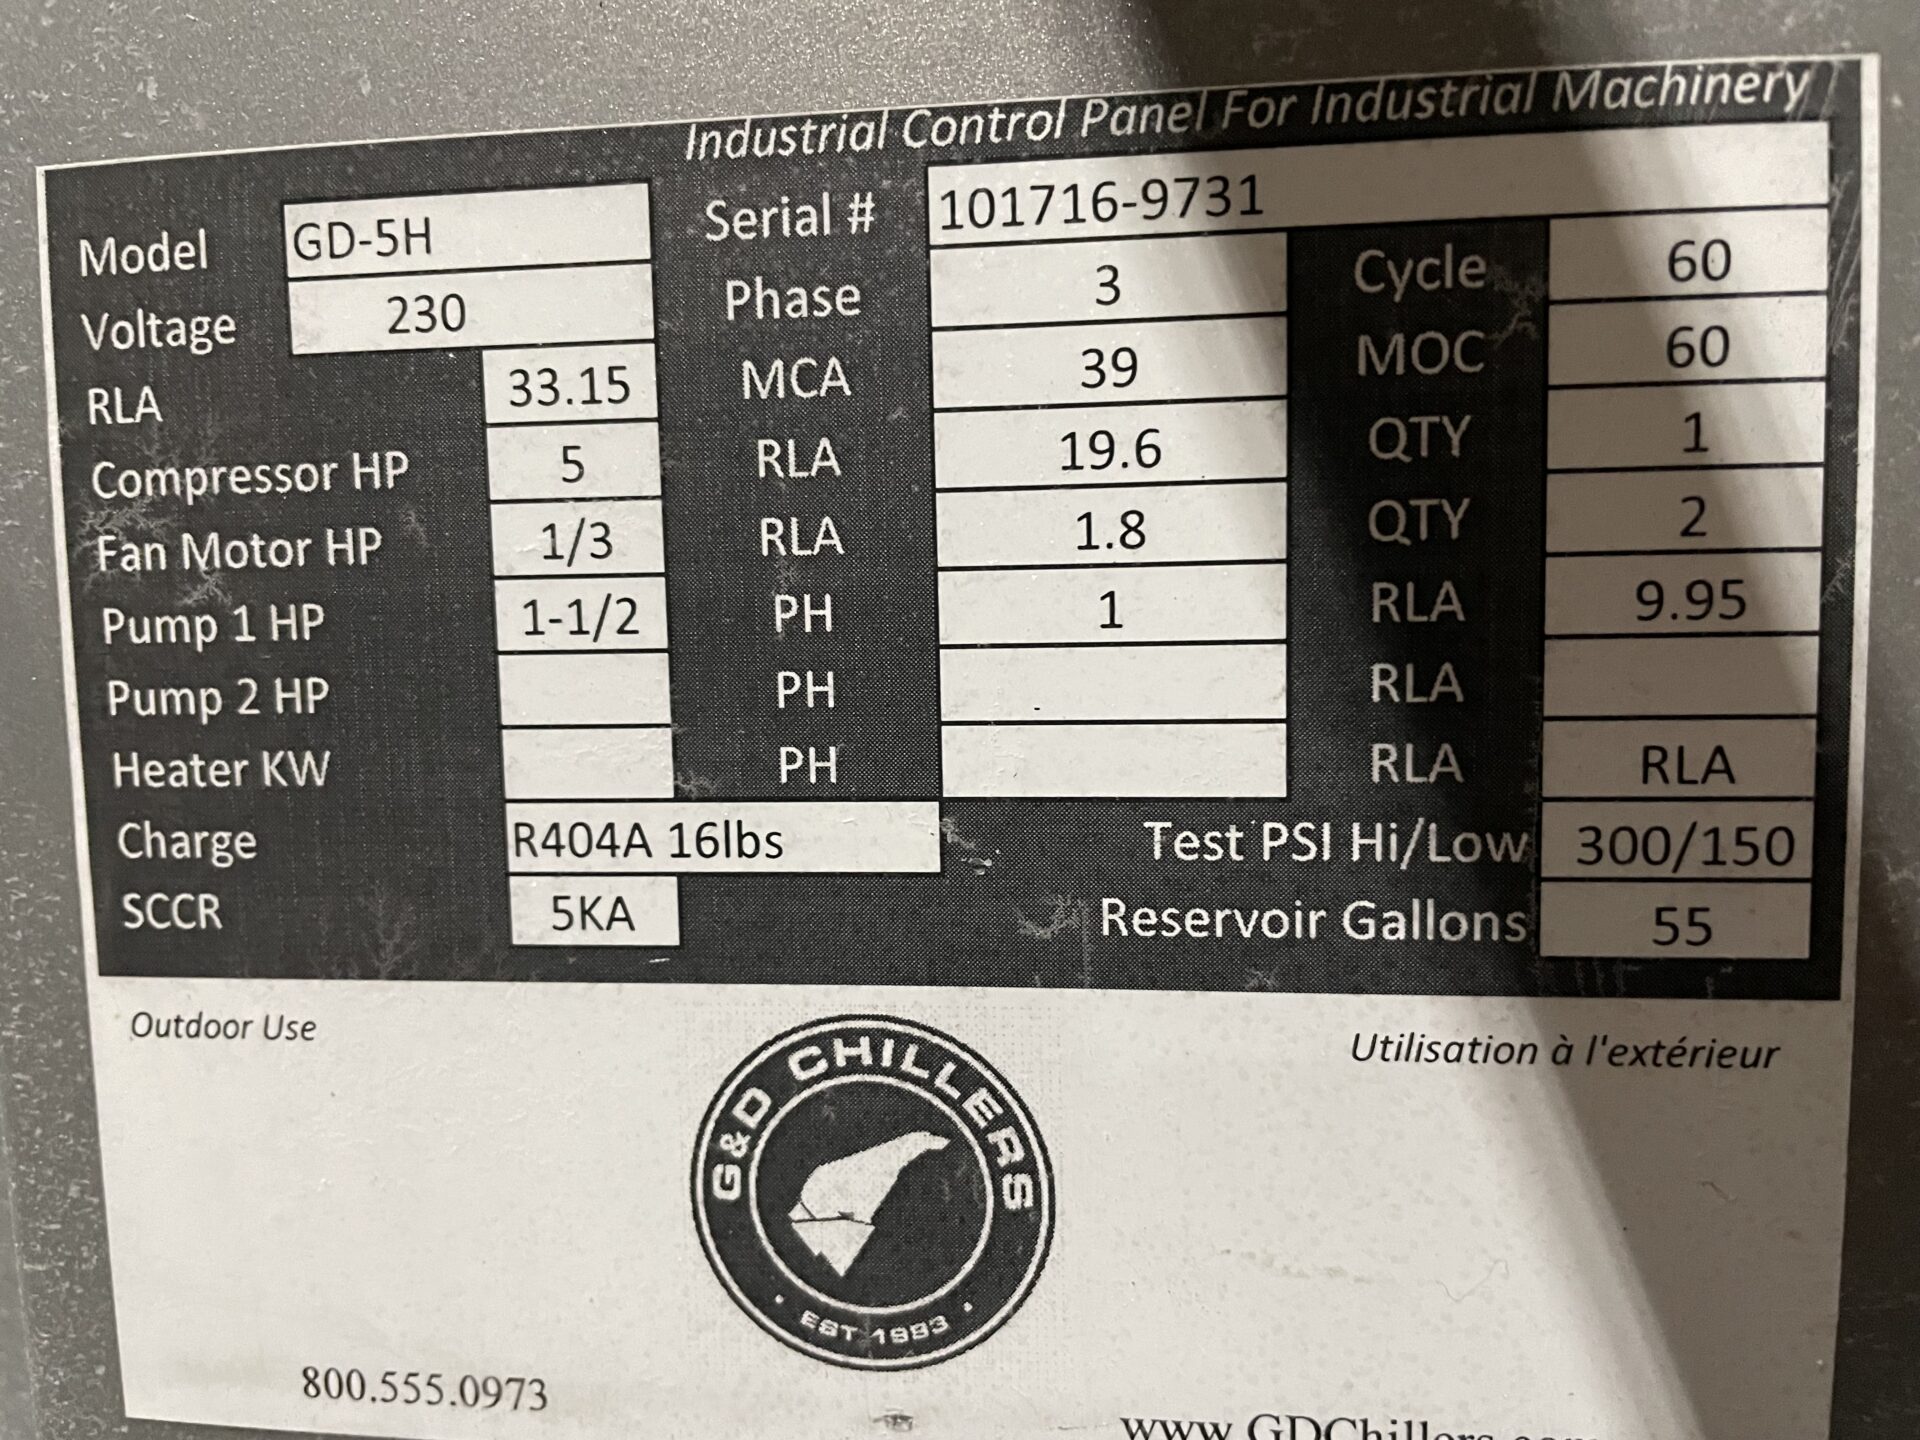 Industrial Control Panel For Industrial Machinery
Model GD-5H Serial # 101716-9731
Voltage 230 Phase 3 Cycle 60
RLA 33.15 MCA 39 MOC 60
Compressor HP 5 RLA 19.6 QTY 1
Fan Motor HP 1/3 RLA 1.8 QTY 2
Pump 1 HP 1-1/2 PH 1 RLA 9.95
Pump 2 HP PH RLA
Heater KW PH RLA RLA
Charge R404A 16lbs Test PSI Hi/Low 300/150
SCCR 5KA Reservoir Gallons 55
Outdoor Use Utilisation à l'extérieur
G&D CHILLERS
· EST 1983 ·
800.555.0973
www.GDChillers.com